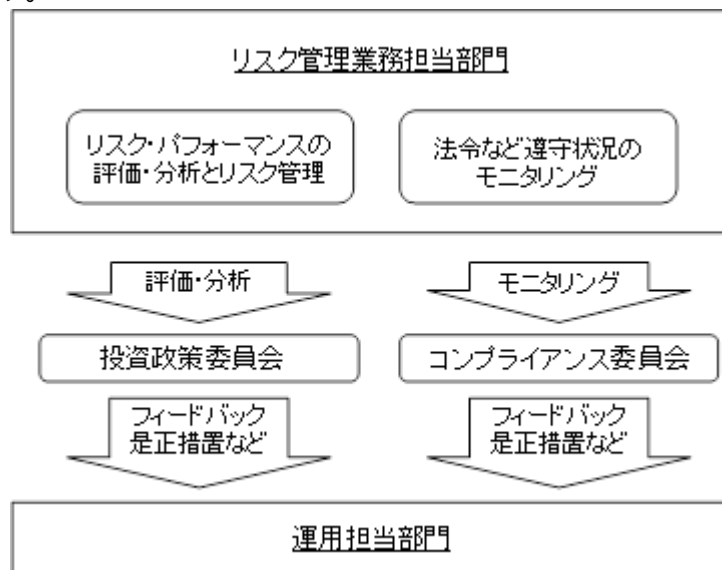 リスク管理業務担当部門
リスク・パフォーマンスの
評価・分析とリスク管理
法令など遵守状況の
モニタリング
評価・分析
モニタリング
投資政策委員会
コンプライアンス委員会
フィードバック
是正措置など
フィードバック
是正措置など
運用担当部門